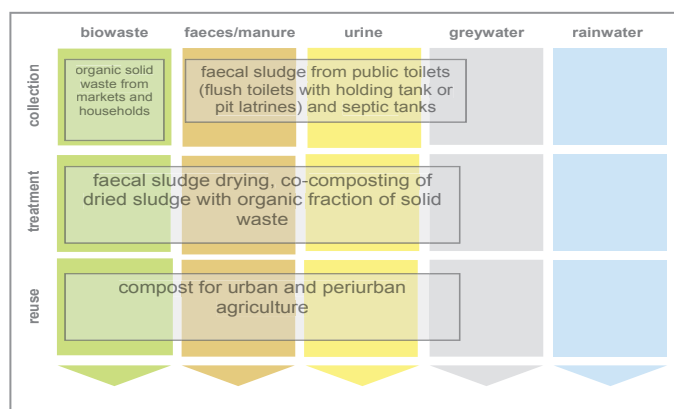 biowaste faeces/manure urine greywater rainwater
collection
organic solid
waste from
markets and
households
faecal sludge from public toilets
(flush toilets with holding tank or
pit latrines) and septic tanks
treatment
faecal sludge drying, co-composting of
dried sludge with organic fraction of solid
waste
reuse
compost for urban and periurban
agriculture